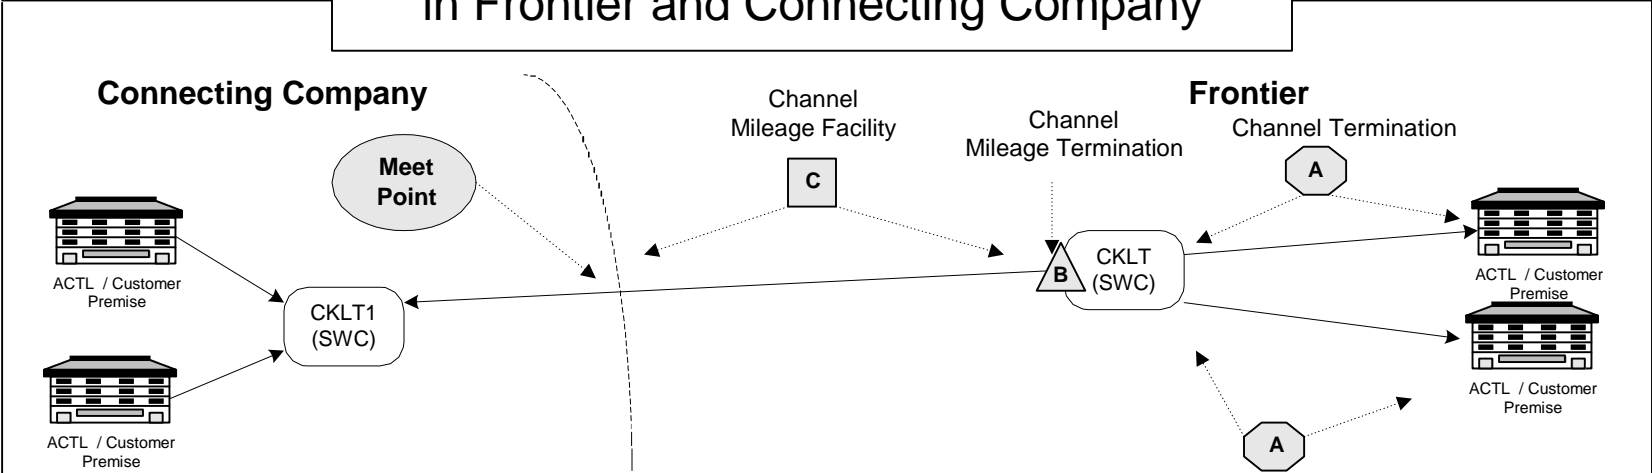 in Frontier and Connecting Company
Connecting Company
Frontier
Channel
Mileage Facility
Channel
Mileage Termination
Channel Termination
Meet
Point
C
A
B
CKLT
(SWC)
CKLT1
(SWC)
ACTL / Customer
Premise
ACTL / Customer
Premise
ACTL / Customer
Premise
ACTL / Customer
Premise
A